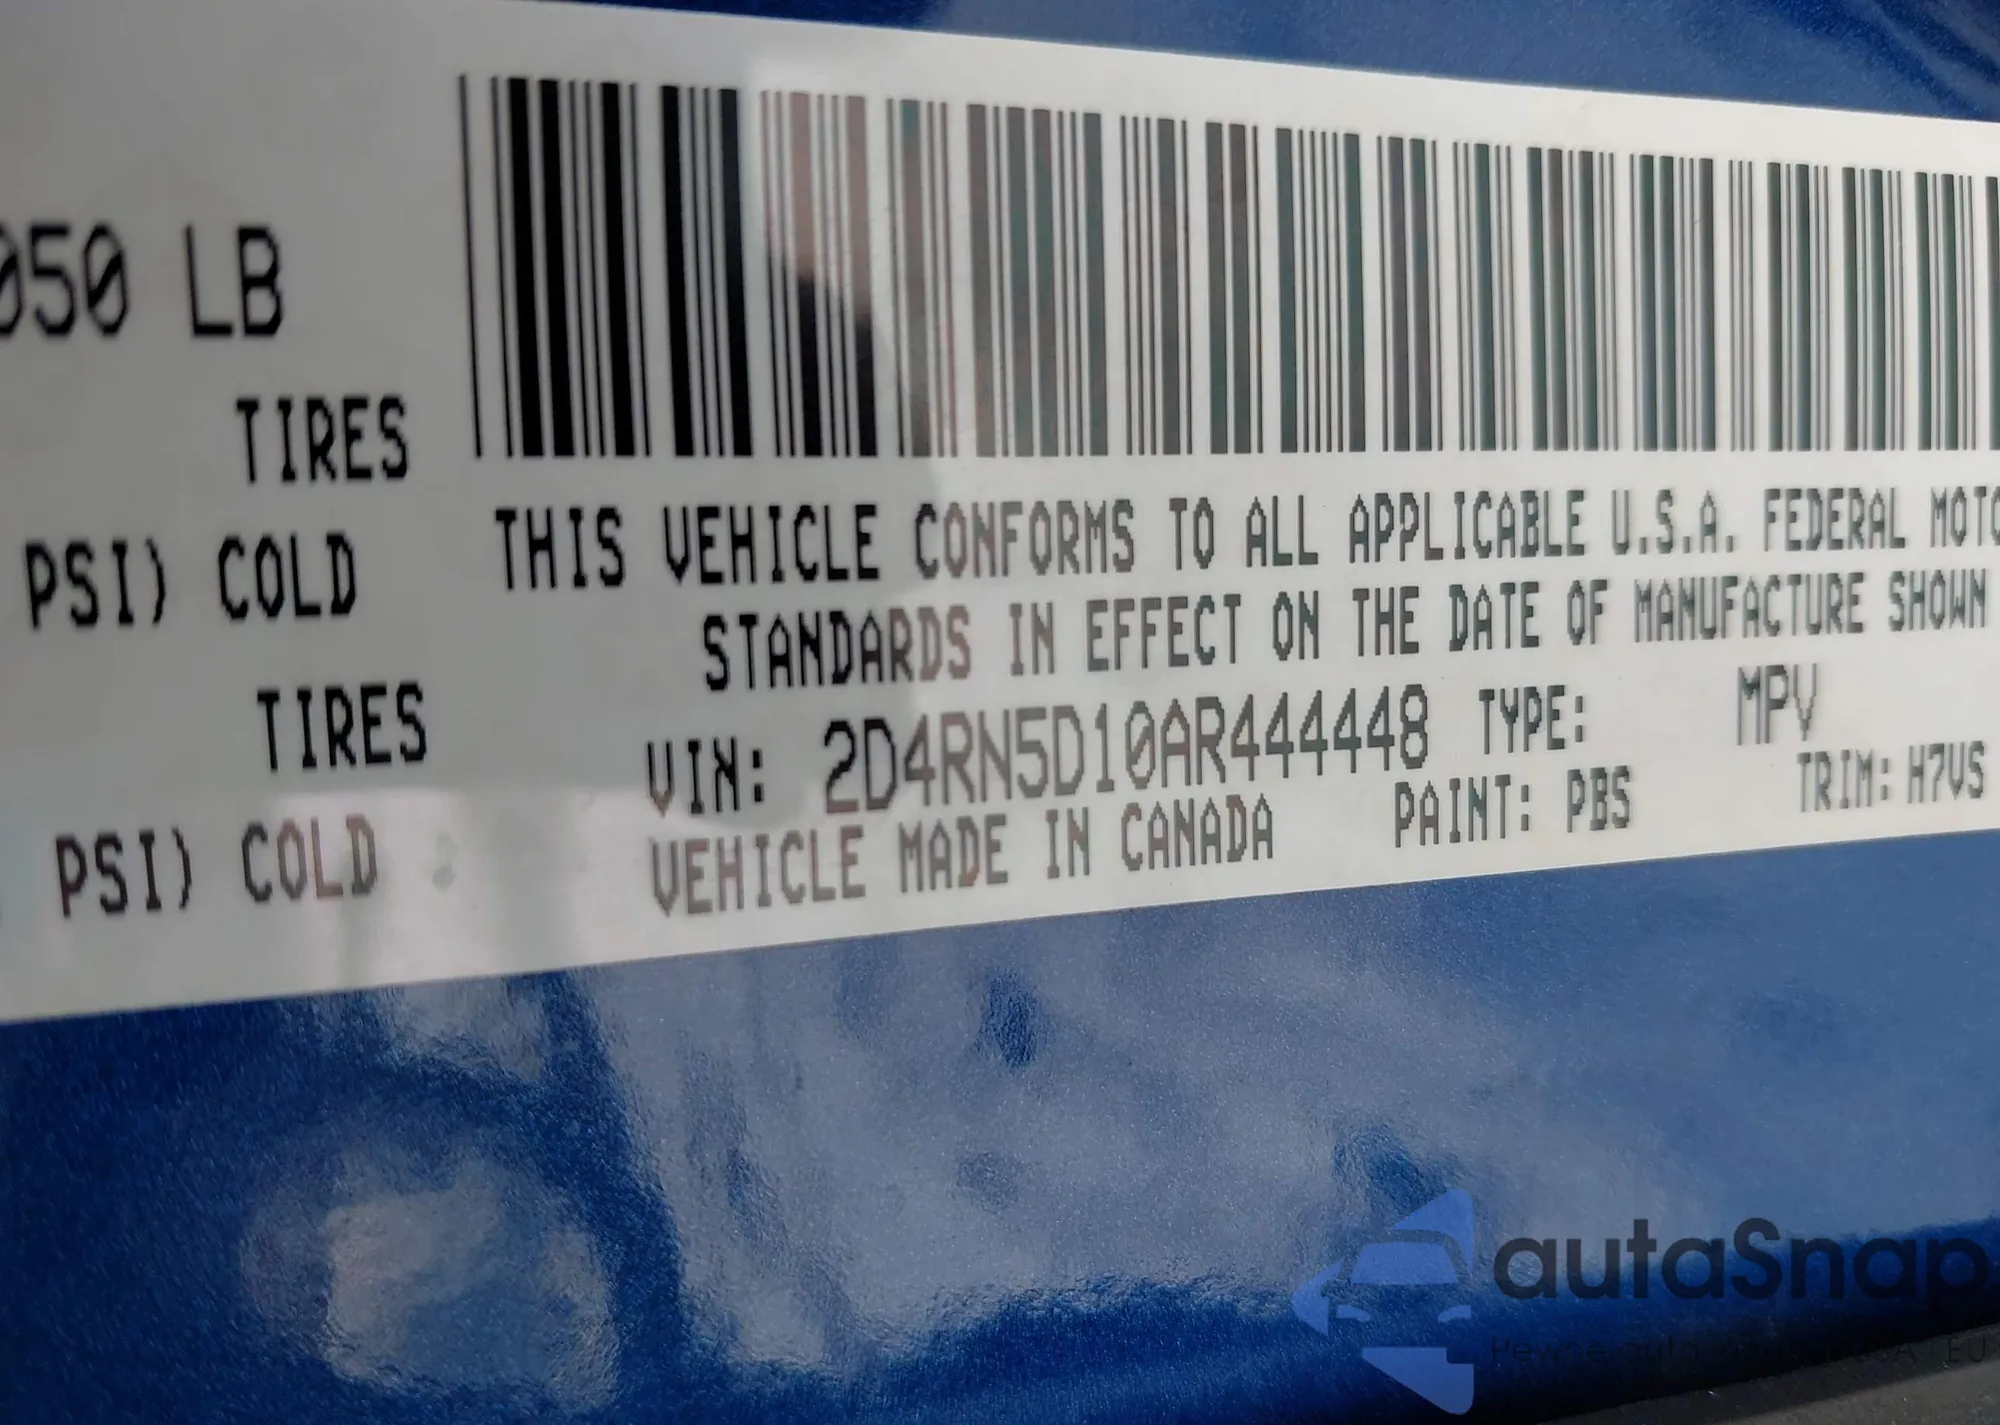 050 LB
TIRES
PSI) COLD
TIRES
PSI) COLD
THIS VEHICLE CONFORMS TO ALL APPLICABLE U.S.A. FEDERAL MOTO
STANDARDS IN EFFECT ON THE DATE OF MANUFACTURE SHOWN
VIN: 2D4RN5D10AR444448 TYPE: MPV
VEHICLE MADE IN CANADA PAINT: PBS TRIM: H7VS
autaSnap
Pewne auta